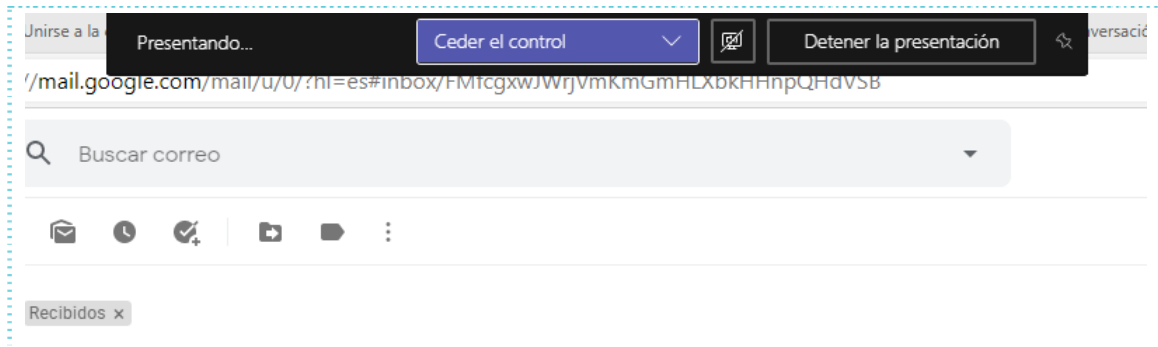 Unirse a la
Presentando...
Ceder el control
Detener la presentación
//mail.google.com/mail/u/0/?hl=es#inbox/FMfcgxwJWrjVmKmGmHLXbkHHnpQHdVSB
Buscar correo
Recibidos x